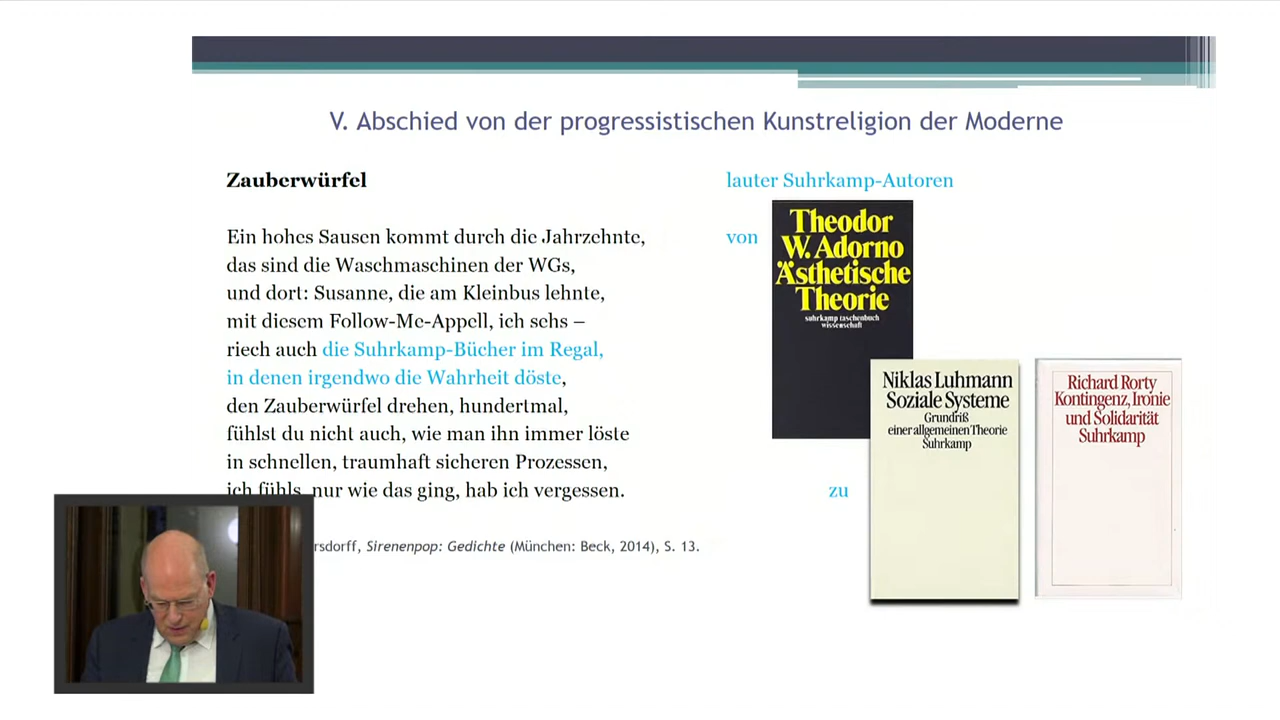 V. Abschied von der progressistischen Kunstreligion der Moderne
Zauberwürfel
Ein hohes Sausen kommt durch die Jahrzehnte,
das sind die Waschmaschinen der WGs,
und dort: Susanne, die am Kleinbus lehnte,
mit diesem Follow-Me-Appell, ich sehs –
riech auch die Suhrkamp-Bücher im Regal,
in denen irgendwo die Wahrheit döste,
den Zauberwürfel drehen, hundertmal,
fühlst du nicht auch, wie man ihn immer löste
in schnellen, traumhaft sicheren Prozessen,
ich fühls, nur wie das ging, hab ich vergessen.
rsdorff, Sirenenpop: Gedichte (München: Beck, 2014), S. 13.
lauter Suhrkamp-Autoren
von
Theodor
W. Adorno
Ästhetische
Theorie
suhrkamp taschenbuch
wissenschaft
zu
Niklas Luhmann
Soziale Systeme
Grundriß
einer allgemeinen Theorie
Suhrkamp
Richard Rorty
Kontingenz, Ironie
und Solidarität
Suhrkamp